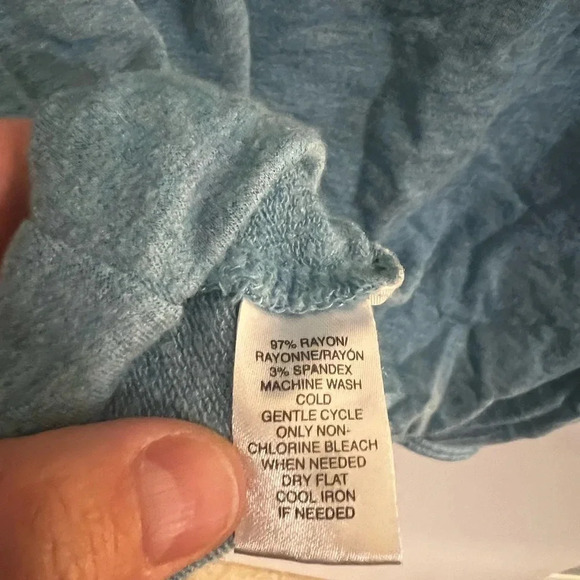 97% RAYON/
RAYONNE/RAYÓN
3% SPANDEX
MACHINE WASH
COLD
GENTLE CYCLE
ONLY NON-
CHLORINE BLEACH
WHEN NEEDED
DRY FLAT
COOL IRON
IF NEEDED